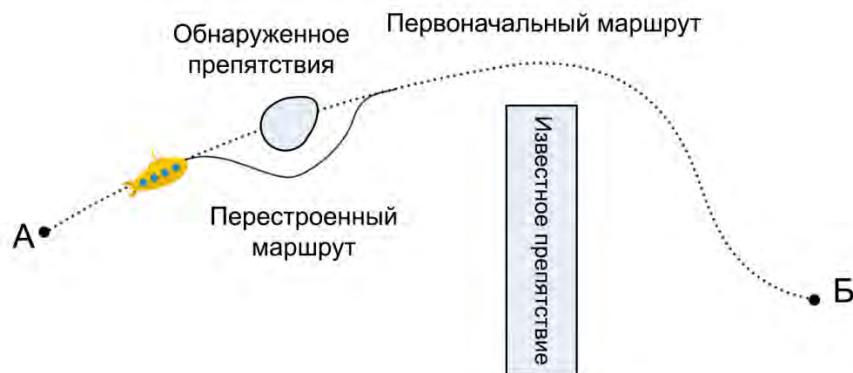 Первоначальный маршрут
Обнаруженное
препятствия
Известное препятствие
Перестроенный
маршрут
А
Б